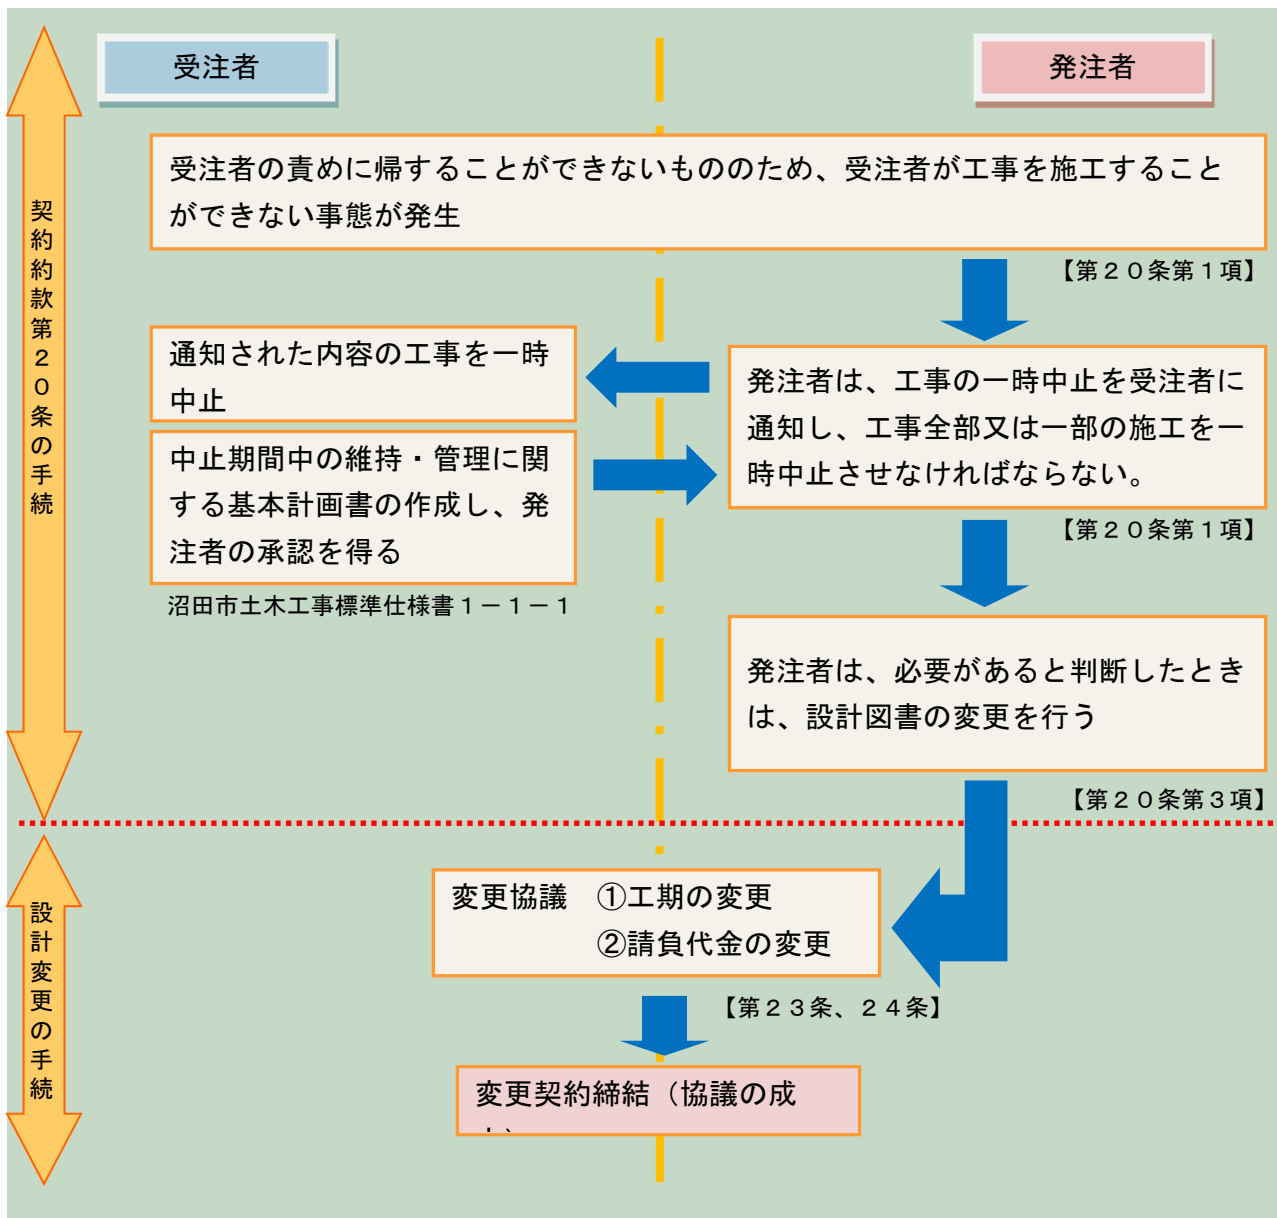 受注者
発注者
受注者の責めに帰することができないもののため、受注者が工事を施工すること
ができない事態が発生
【第２０条第１項】
契約約款第２０条の手続
通知された内容の工事を一時
中止
発注者は、工事の一時中止を受注者に
通知し、工事全部又は一部の施工を一
時中止させなければならない。
【第２０条第１項】
中止期間中の維持・管理に関
する基本計画書の作成し、発
注者の承認を得る
沼田市土木工事標準仕様書１－１－１
発注者は、必要があると判断したとき
は、設計図書の変更を行う
【第２０条第３項】
設計変更の手続
変更協議　①工期の変更
②請負代金の変更
【第２３条、２４条】
変更契約締結（協議の成